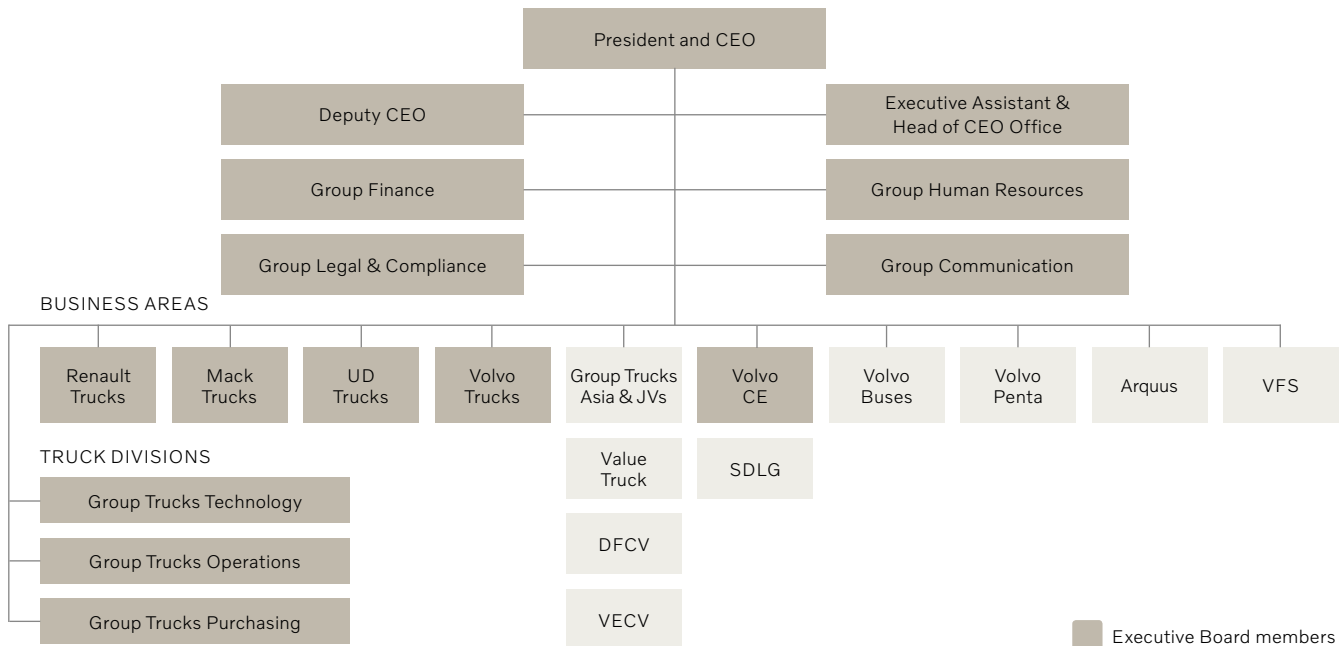 President and CEO
Deputy CEO
Executive Assistant &
Head of CEO Office
Group Finance
Group Human Resources
Group Legal & Compliance
Group Communication
BUSINESS AREAS
Renault
Trucks
Mack
Trucks
UD
Trucks
Volvo
Trucks
Group Trucks
Asia & JVs
Volvo
CE
Volvo
Buses
Volvo
Penta
Arquus
VFS
TRUCK DIVISIONS
Value
Truck
SDLG
Group Trucks Technology
DFCV
Group Trucks Operations
VECV
Group Trucks Purchasing
Executive Board members